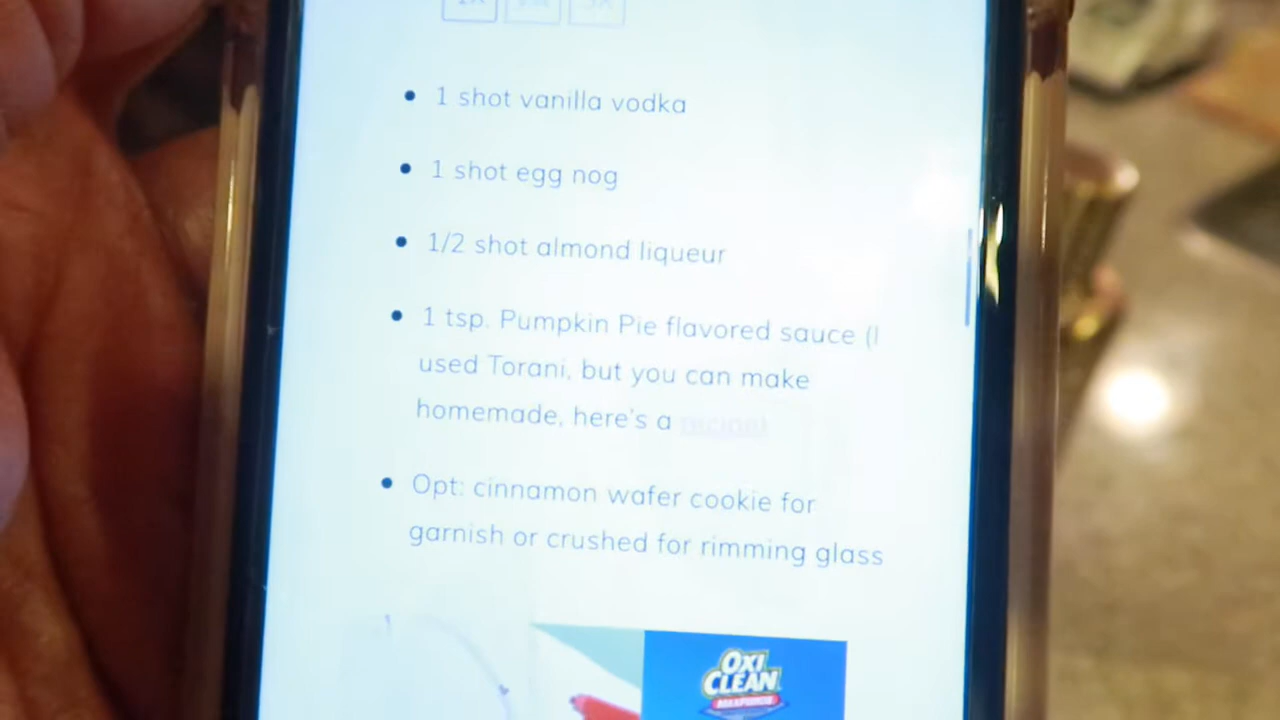 1 shot vanilla vodka
1 shot egg nog
1/2 shot almond liqueur
1 tsp. Pumpkin Pie flavored sauce (I
used Torani, but you can make
homemade, here's a recipe)
Opt: cinnamon wafer cookie for
garnish or crushed for rimming glass
OXI
CLEAN